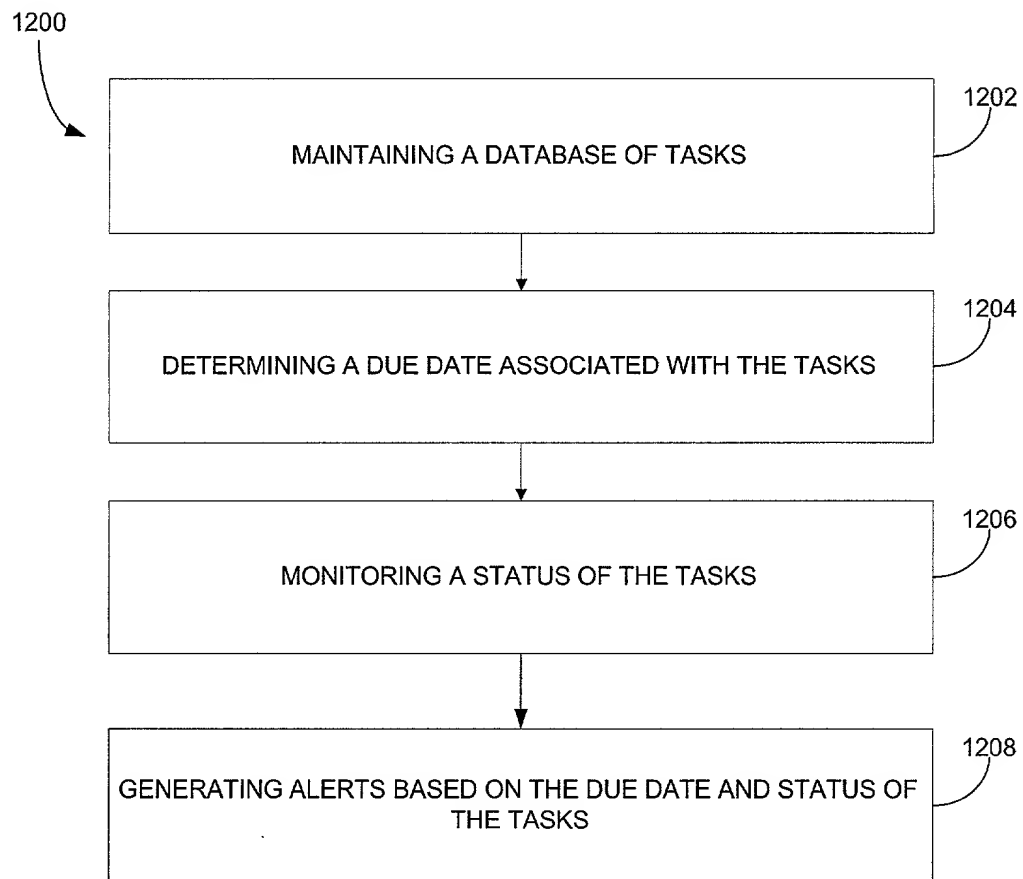 1200
1202
MAINTAINING A DATABASE OF TASKS
1204
DETERMINING A DUE DATE ASSOCIATED WITH THE TASKS
1206
MONITORING A STATUS OF THE TASKS
1208
GENERATING ALERTS BASED ON THE DUE DATE AND STATUS OF
THE TASKS